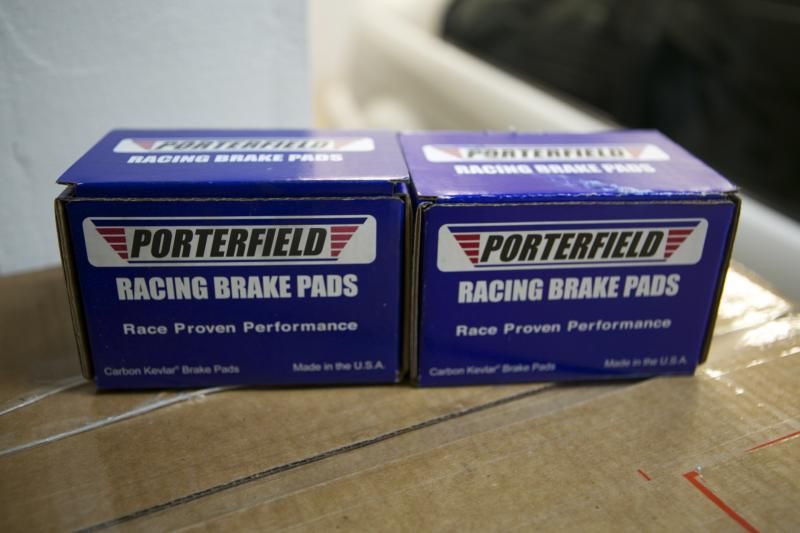 PORTERFIELD
RACING BRAKE PADS
PORTERFIELD
RACING BRAKE PADS
Race Proven Performance
Carbon Kevlar® Brake Pads
Made in the U.S.A.
PORTERFIELD
RACING BRAKE PADS
PORTERFIELD
RACING BRAKE PADS
Race Proven Performance
Carbon Kevlar® Brake Pads
Made in the U.S.A.